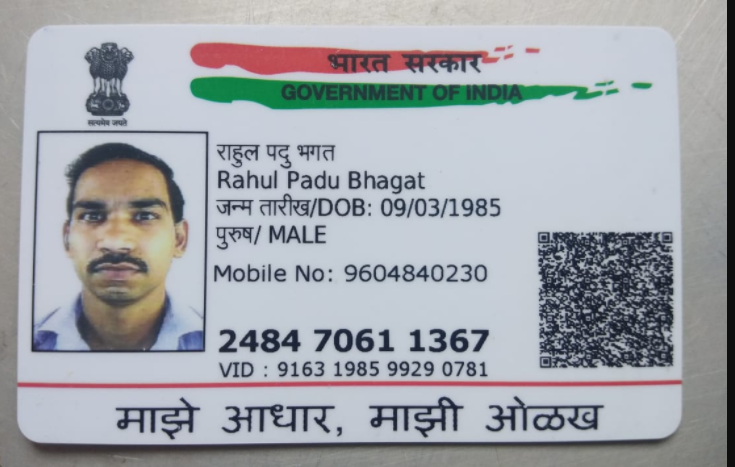 भारत सरकार
GOVERNMENT OF INDIA
सत्यमेव जयते
राहुल पदु भगत
Rahul Padu Bhagat
जन्म तारीख/DOB: 09/03/1985
पुरुष/ MALE
Mobile No: 9604840230
2484 7061 1367
VID : 9163 1985 9929 0781
माझे आधार, माझी ओळख